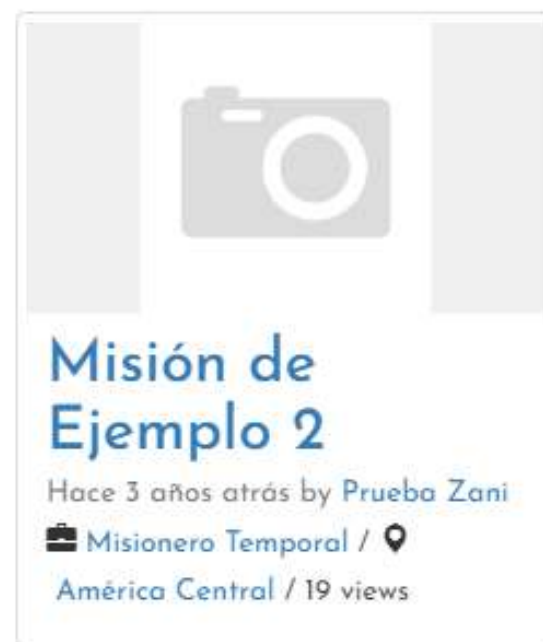 Misión de
Ejemplo 2
Hace 3 años atrás by Prueba Zani
Misionero Temporal /
América Central / 19 views